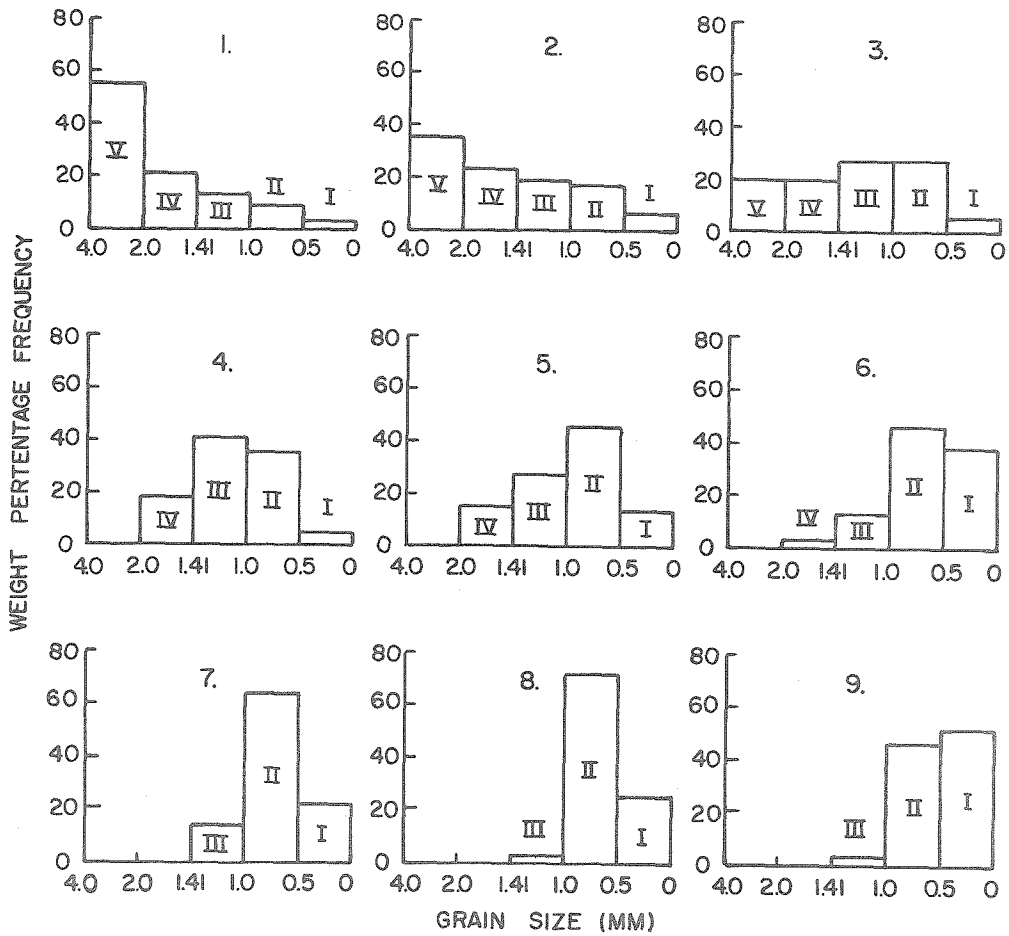 WEIGHT PERTENTAGE FREQUENCY
1.
80
60
40
20
0
V
IV
III
II
I
4.0 2.0 1.41 1.0 0.5 0
2.
80
60
40
20
0
V
IV
III
II
I
4.0 2.0 1.41 1.0 0.5 0
3.
80
60
40
20
0
V
IV
III
II
I
4.0 2.0 1.41 1.0 0.5 0
4.
80
60
40
20
0
IV
III
II
I
4.0 2.0 1.41 1.0 0.5 0
5.
80
60
40
20
0
IV
III
II
I
4.0 2.0 1.41 1.0 0.5 0
6.
80
60
40
20
0
IV
III
II
I
4.0 2.0 1.41 1.0 0.5 0
7.
80
60
40
20
0
III
II
I
4.0 2.0 1.41 1.0 0.5 0
8.
80
60
40
20
0
III
II
I
4.0 2.0 1.41 1.0 0.5 0
9.
80
60
40
20
0
III
II
I
4.0 2.0 1.41 1.0 0.5 0
GRAIN SIZE (MM)